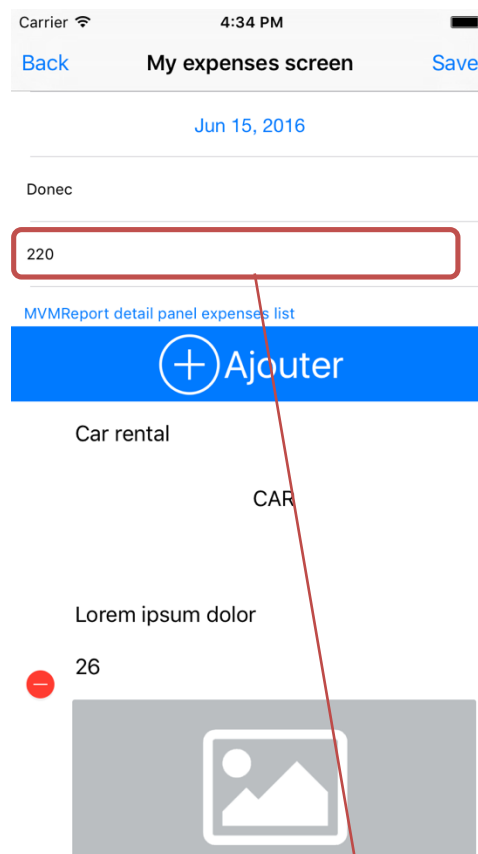 Carrier 4:34 PM
Back My expenses screen Save
Jun 15, 2016
Donec
220
MVMReport detail panel expenses list
Ajouter
Car rental
CAR
Lorem ipsum dolor
26